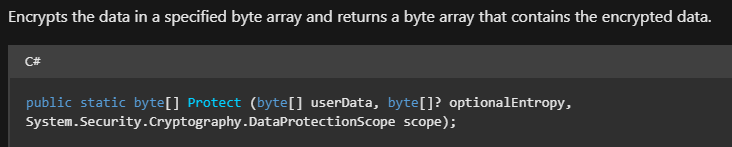 Encrypts the data in a specified byte array and returns a byte array that contains the encrypted data.
C#
public static byte[] Protect (byte[] userData, byte[]? optionalEntropy,
System.Security.Cryptography.DataProtectionScope scope);